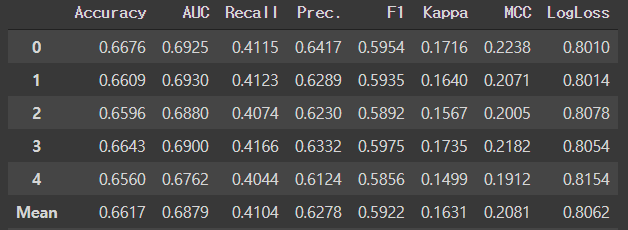 Accuracy AUC Recall Prec. F1 Kappa MCC LogLoss
0 0.6676 0.6925 0.4115 0.6417 0.5954 0.1716 0.2238 0.8010
1 0.6609 0.6930 0.4123 0.6289 0.5935 0.1640 0.2071 0.8014
2 0.6596 0.6880 0.4074 0.6230 0.5892 0.1567 0.2005 0.8078
3 0.6643 0.6900 0.4166 0.6332 0.5975 0.1735 0.2182 0.8054
4 0.6560 0.6762 0.4044 0.6124 0.5856 0.1499 0.1912 0.8154
Mean 0.6617 0.6879 0.4104 0.6278 0.5922 0.1631 0.2081 0.8062